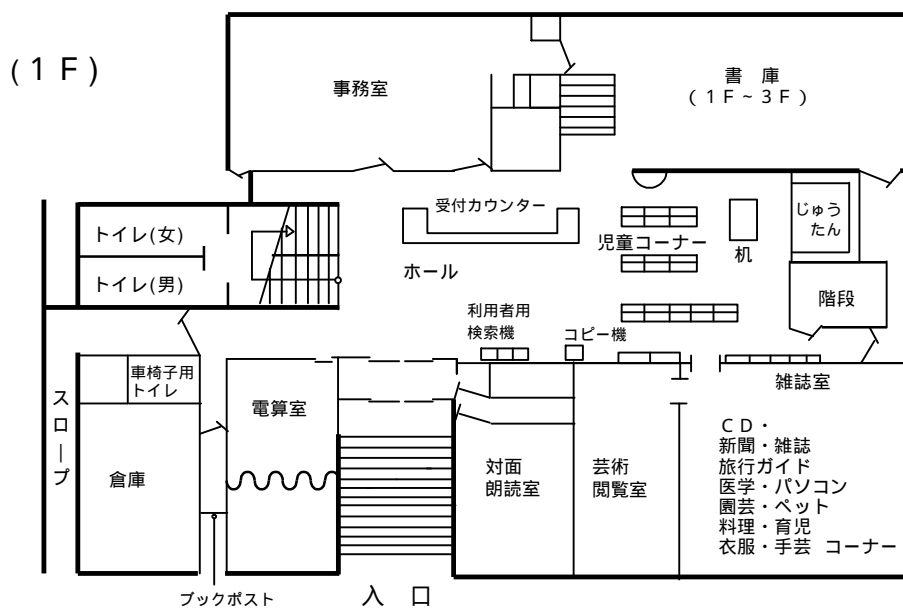 (1F)
事務室
書 庫
(1F~3F)
受付カウンター
トイレ(女)
じゅう
たん
児童コーナー
机
ホール
トイレ(男)
階段
利用者用
検索機
コピー機
車椅子用
トイレ
雑誌室
電算室
スロープ
CD・
新聞・雑誌
旅行ガイド
医学・パソコン
園芸・ペット
料理・育児
衣服・手芸 コーナー
倉庫
対面
朗読室
芸術
閲覧室
ブックポスト
入 口